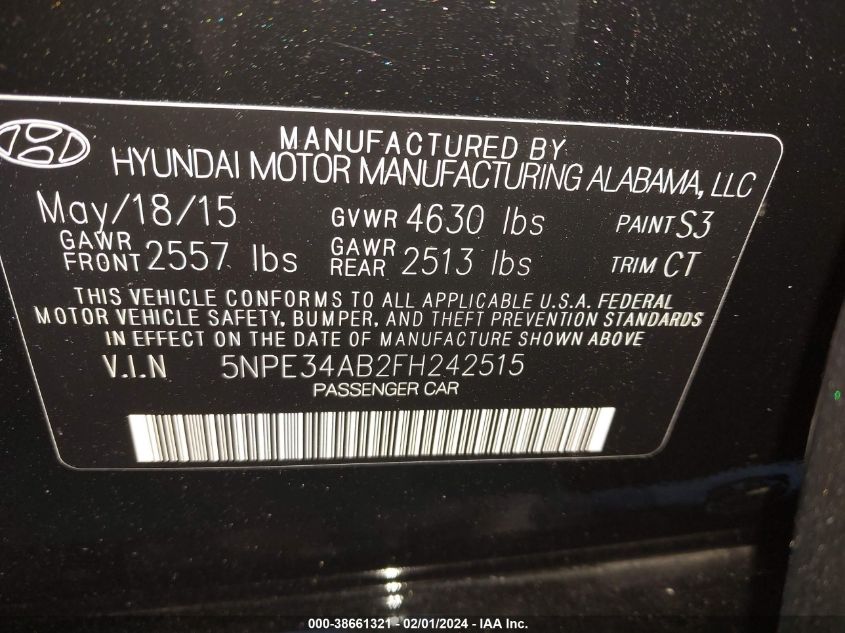 MANUFACTURED BY
HYUNDAI MOTOR MANUFACTURING ALABAMA, LLC
May/18/15 GVWR 4630 lbs PAINT S3
GAWR FRONT 2557 lbs GAWR REAR 2513 lbs TRIM CT
THIS VEHICLE CONFORMS TO ALL APPLICABLE U.S.A. FEDERAL
MOTOR VEHICLE SAFETY, BUMPER, AND THEFT PREVENTION STANDARDS
IN EFFECT ON THE DATE OF MANUFACTURE SHOWN ABOVE
V.I.N 5NPE34AB2FH242515
PASSENGER CAR
000-38661321 - 02/01/2024 - IAA Inc.